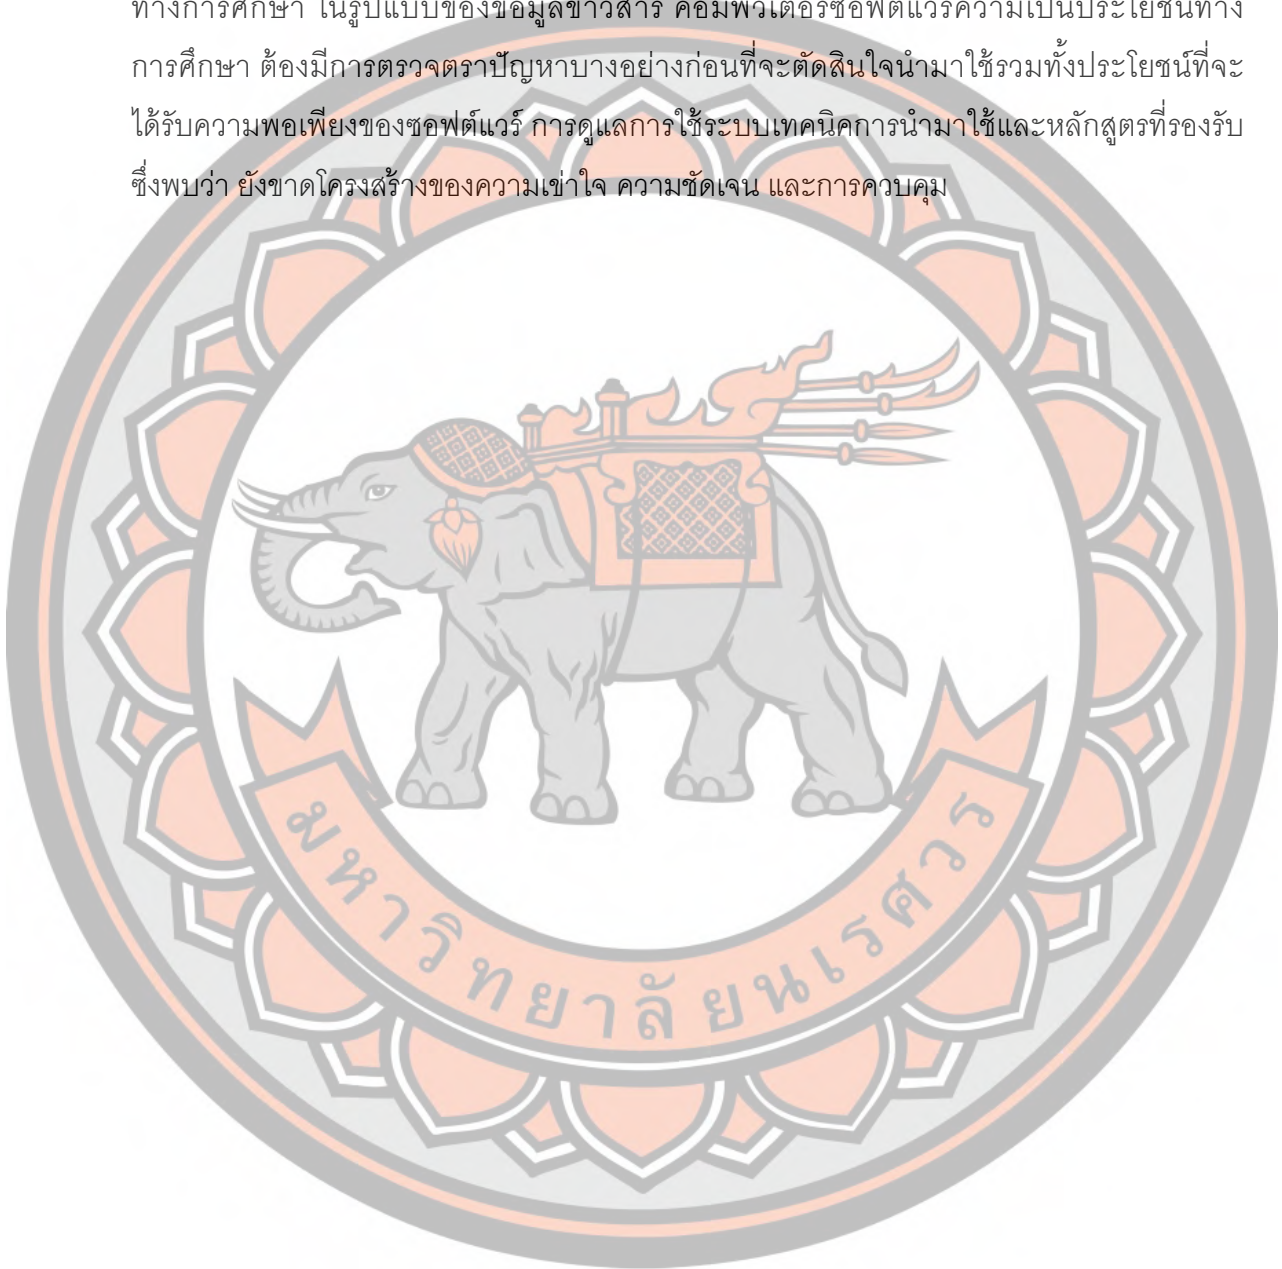 ทางการศึกษา ในรูปแบบของข้อมูลข่าวสาร คอมพิวเตอร์ซอฟต์แวร์ความเป็นประโยชน์ทาง
การศึกษา ต้องมีการตรวจตราปัญหาบางอย่างก่อนที่จะตัดสินใจนำมาใช้รวมทั้งประโยชน์ที่จะ
ได้รับความพอเพียงของซอฟต์แวร์ การดูแลการใช้ระบบเทคนิคการนำมาใช้และหลักสูตรที่รองรับ
ซึ่งพบว่า ยังขาดโครงสร้างของความเข้าใจ ความชัดเจน และการควบคุม
มหาวิทยาลัยนเรศวร